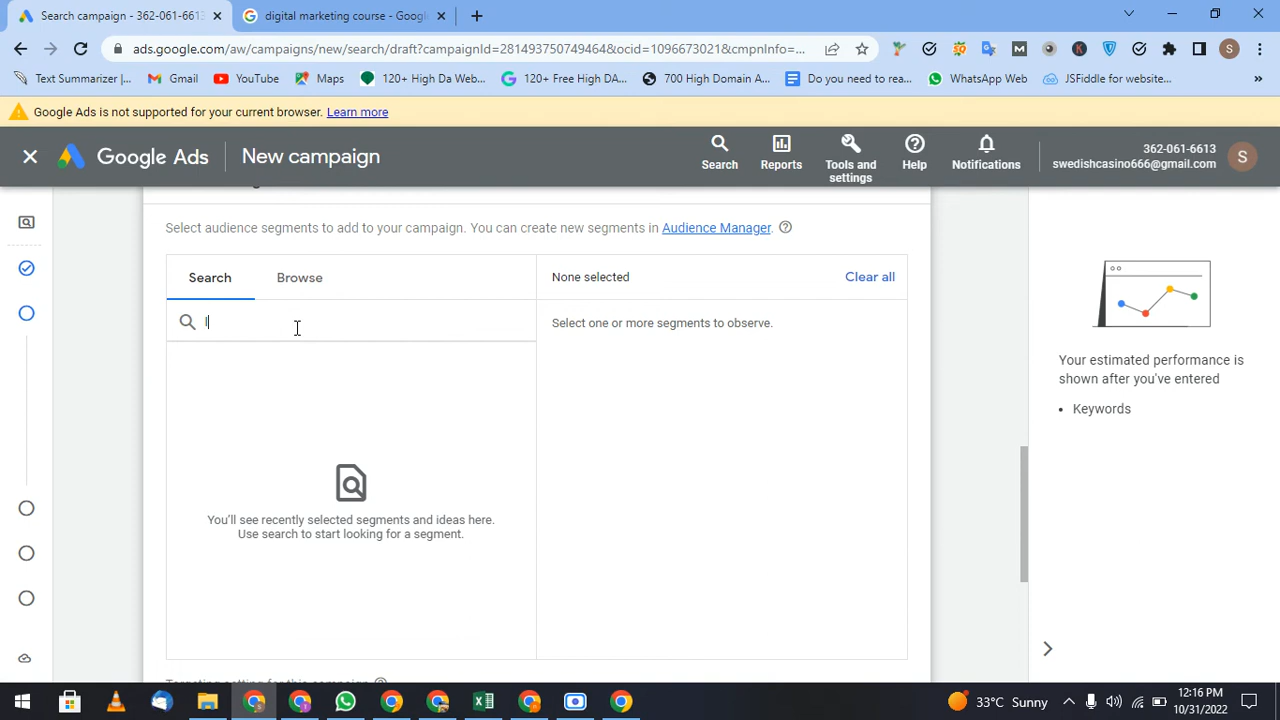 Search campaign - 362-061-6613
digital marketing course - Google
ads.google.com/aw/campaigns/new/search/draft?campaignId=281493750749464&ocid=1096673021&cmpnInfo=...
S
Text Summarizer |...
Gmail
YouTube
Maps
120+ High Da Web...
120+ Free High DA...
700 High Domain A...
Do you need to rea...
WhatsApp Web
JSFiddle for website...
»
Google Ads is not supported for your current browser. Learn more
Google Ads
New campaign
Search
Reports
Tools and settings
Help
Notifications
362-061-6613
swedishcasino666@gmail.com
S
Select audience segments to add to your campaign. You can create new segments in Audience Manager.
Search
Browse
None selected
Clear all
Select one or more segments to observe.
You'll see recently selected segments and ideas here.
Use search to start looking for a segment.
Your estimated performance is
shown after you've entered
• Keywords
33°C Sunny
12:16 PM
10/31/2022